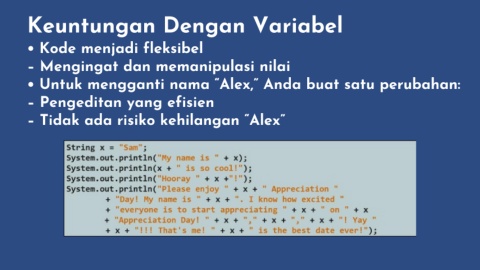 Keuntungan Dengan Variabel
• Kode menjadi fleksibel
– Mengingat dan memanipulasi nilai
• Untuk mengganti nama “Alex,” Anda buat satu perubahan:
– Pengeditan yang efisien
– Tidak ada risiko kehilangan “Alex”
String x = "Sam";
System.out.println("My name is " + x);
System.out.println(x + " is so cool!");
System.out.println("Hooray " + x +"!");
System.out.println("Please enjoy " + x + " Appreciation "
+ "Day! My name is " + x + ". I know how excited "
+ "everyone is to start appreciating " + x + " on " + x
+ "Appreciation Day! " + x + "," + x + "," + x + "! Yay "
+ x + "!!! That's me! " + x + " is the best date ever!");